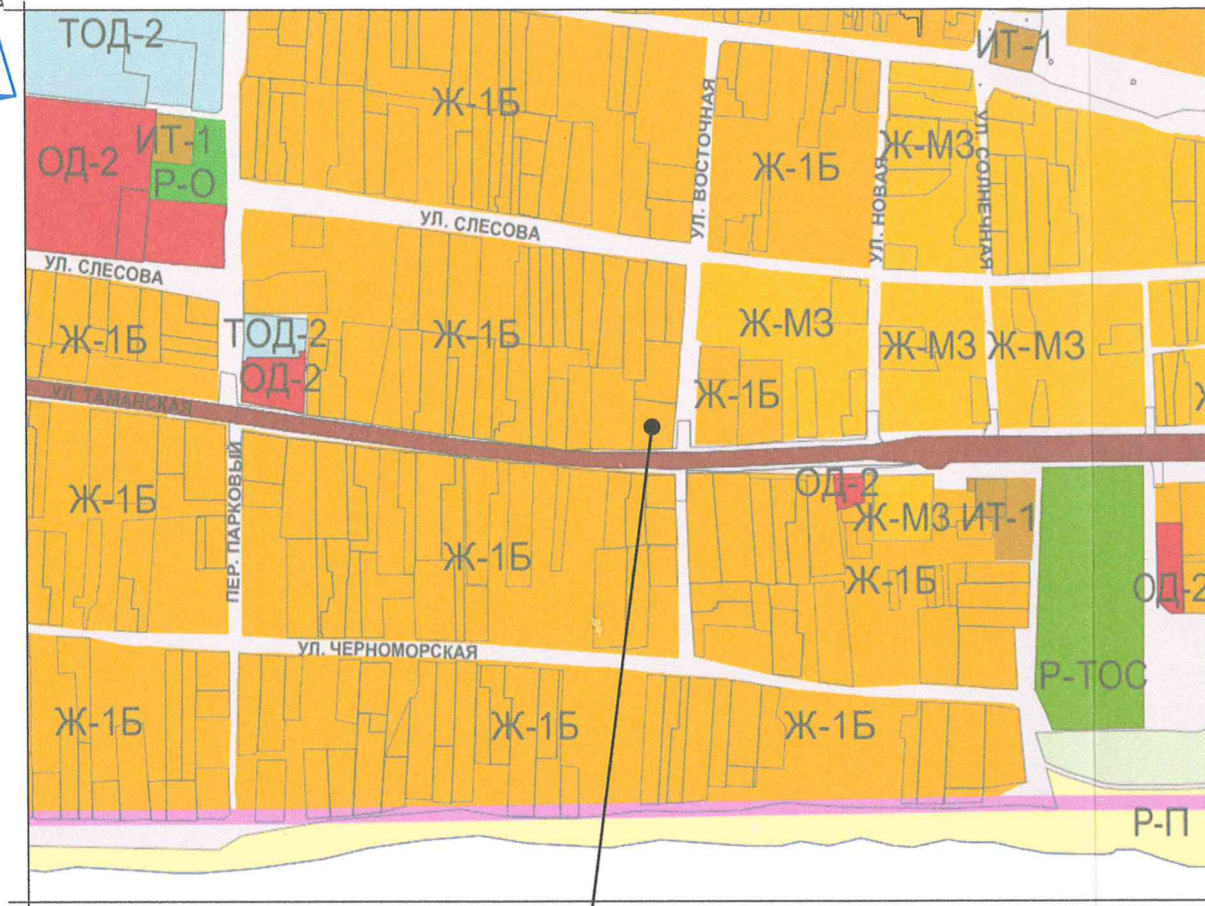 ТОД-2
Ж-1Б
ИТ-1
ОД-2
ИТ-1
Р-О
УЛ. ВОСТОЧНАЯ
Ж-1Б
Ж-МЗ
УЛ. НОВАЯ
УЛ. СОЛНЕЧНАЯ
УЛ. СЛЕСОВА
УЛ. СЛЕСОВА
Ж-1Б
ТОД-2
ОД-2
Ж-1Б
Ж-МЗ
Ж-МЗ
Ж-МЗ
Ж-1Б
УЛ. ТАМАНСКАЯ
ПЕР. ПАРКОВЫЙ
Ж-1Б
Ж-1Б
ОД-2
Ж-МЗ
ИТ-1
Ж-1Б
ОД-2
УЛ. ЧЕРНОМОРСКАЯ
Р-ТОС
Ж-1Б
Ж-1Б
Ж-1Б
Р-П